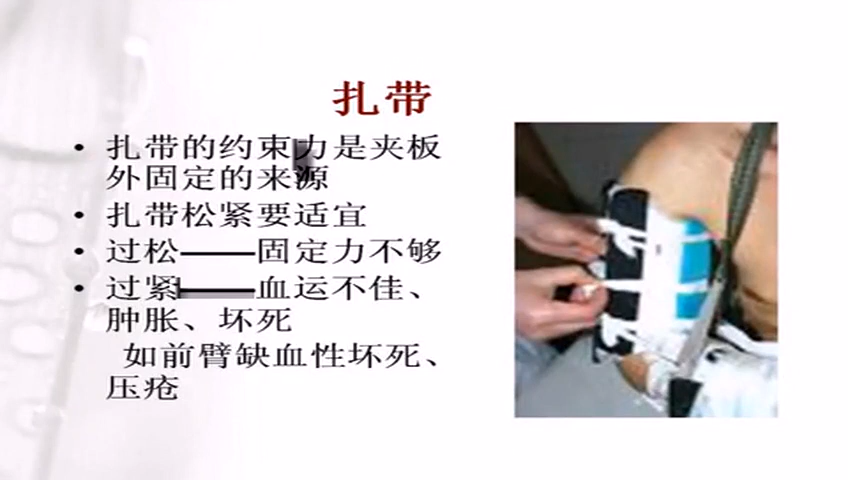 扎带
• 扎带的约束力是夹板
外固定的来源
• 扎带松紧要适宜
• 过松——固定力不够
• 过紧——血运不佳、
肿胀、坏死
如前臂缺血性坏死、
压疮